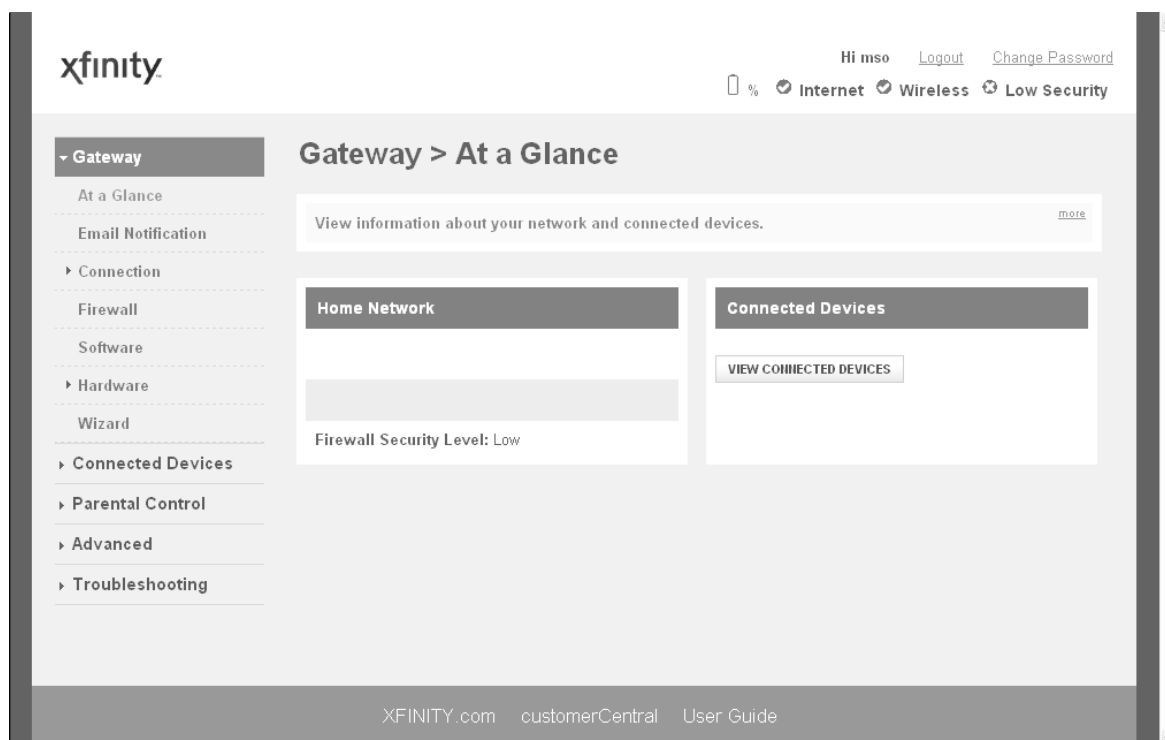 xfinity
Hi mso Logout Change Password
% Internet Wireless Low Security
Gateway
At a Glance
Email Notification
Connection
Firewall
Software
Hardware
Wizard
Connected Devices
Parental Control
Advanced
Troubleshooting
Gateway > At a Glance
View information about your network and connected devices. more
Home Network
Firewall Security Level: Low
Connected Devices
VIEW CONNECTED DEVICES
XFINITY.com customerCentral User Guide